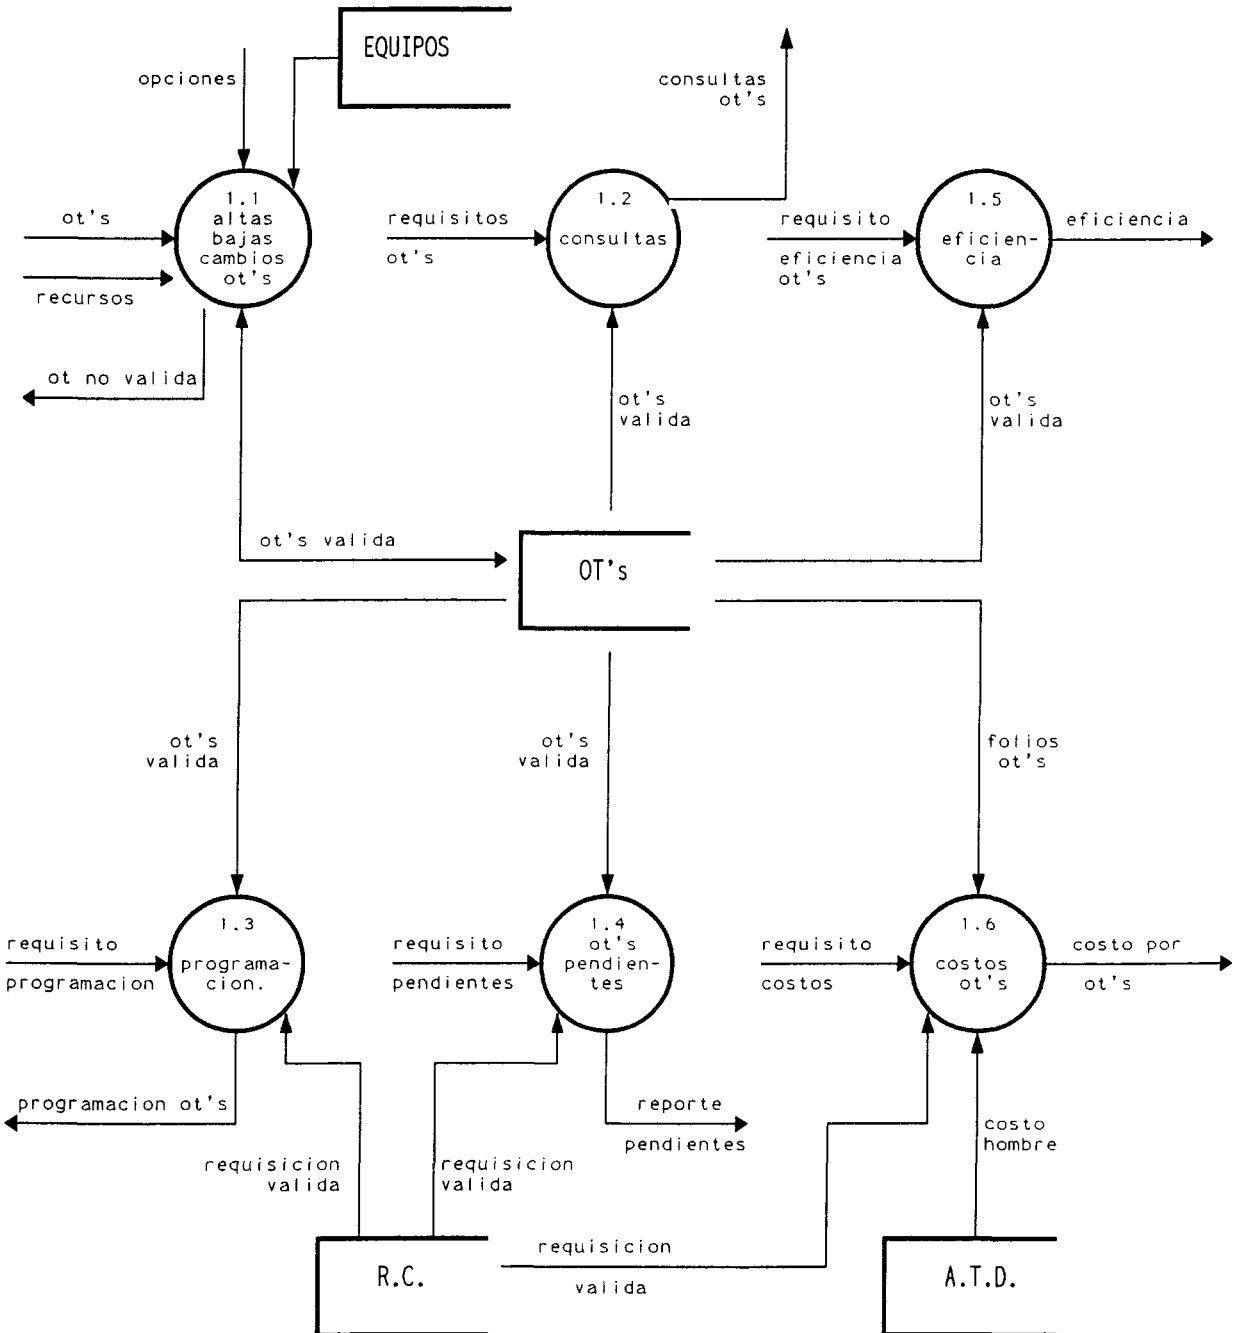 EQUIPOS
opciones
consultas
ot's
1.1
altas
bajas
cambios
ot's
ot's
recursos
ot no valida
requisitos
ot's
1.2
consultas
requisito
eficiencia
ot's
1.5
eficien-
cia
eficiencia
ot's
valida
ot's
valida
ot's valida
OT's
ot's
valida
ot's
valida
folios
ot's
requisito
programacion
1.3
programa-
cion.
requisito
pendientes
1.4
ot's
pendien-
tes
requisito
costos
1.6
costos
ot's
costo por
ot's
programacion ot's
reporte
pendientes
costo
hombre
requisicion
valida
requisicion
valida
requisicion
valida
R.C.
A.T.D.